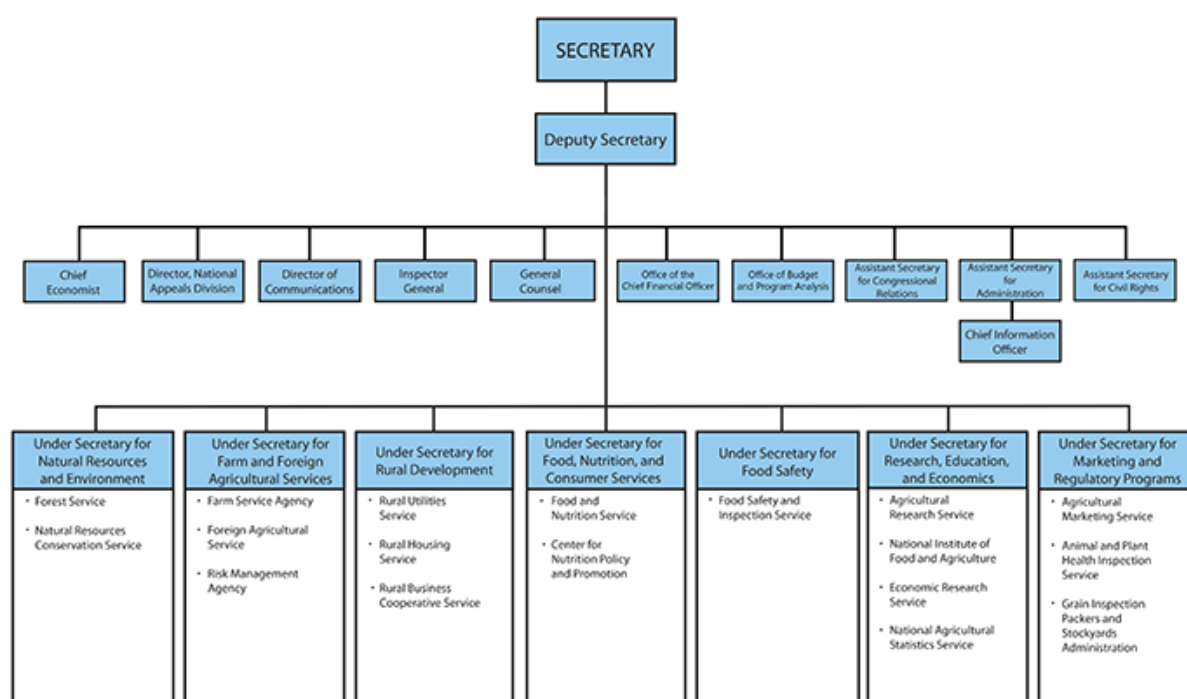 SECRETARY
Deputy Secretary
Chief
Economist
Director, National
Appeals Division
Director of
Communications
Inspector
General
General
Counsel
Office of the
Chief Financial Officer
Office of Budget
and Program Analysis
Assistant Secretary
for Congressional
Relations
Assistant Secretary
for
Administration
Assistant Secretary
for Civil Rights
Chief Information
Officer
Under Secretary for
Natural Resources
and Environment
• Forest Service
• Natural Resources
Conservation Service
Under Secretary for
Farm and Foreign
Agricultural Services
• Farm Service Agency
• Foreign Agricultural
Service
• Risk Management
Agency
Under Secretary for
Rural Development
• Rural Utilities
Service
• Rural Housing
Service
• Rural Business
Cooperative Service
Under Secretary for
Food, Nutrition, and
Consumer Services
• Food and
Nutrition Service
• Center for
Nutrition Policy
and Promotion
Under Secretary for
Food Safety
• Food Safety and
Inspection Service
Under Secretary for
Research, Education,
and Economics
• Agricultural
Research Service
• National Institute of
Food and Agriculture
• Economic Research
Service
• National Agricultural
Statistics Service
Under Secretary for
Marketing and
Regulatory Programs
• Agricultural
Marketing Service
• Animal and Plant
Health Inspection
Service
• Grain Inspection
Packers and
Stockyards
Administration